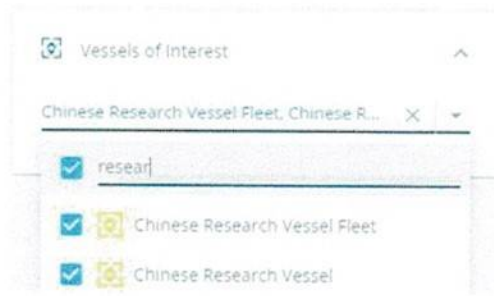 Vessels of Interest
Chinese Research Vessel Fleet, Chinese R...
resear
Chinese Research Vessel Fleet
Chinese Research Vessel